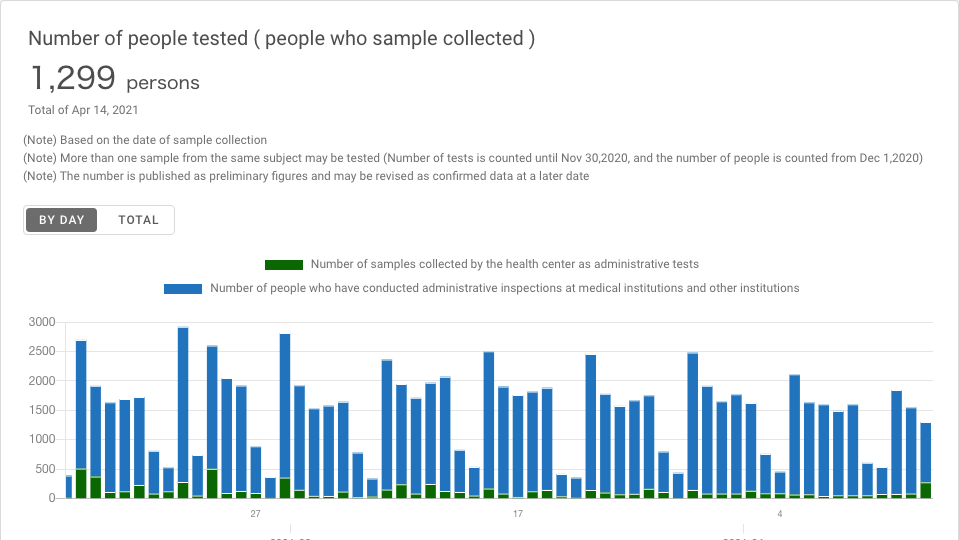 Number of people tested ( people who sample collected )
1,299 persons
Total of Apr 14, 2021
(Note) Based on the date of sample collection
(Note) More than one sample from the same subject may be tested (Number of tests is counted until Nov 30,2020, and the number of people is counted from Dec 1,2020)
(Note) The number is published as preliminary figures and may be revised as confirmed data at a later date
BY DAY TOTAL
Number of samples collected by the health center as administrative tests
Number of people who have conducted administrative inspections at medical institutions and other institutions
3000
2500
2000
1500
1000
500
0
27 17 4